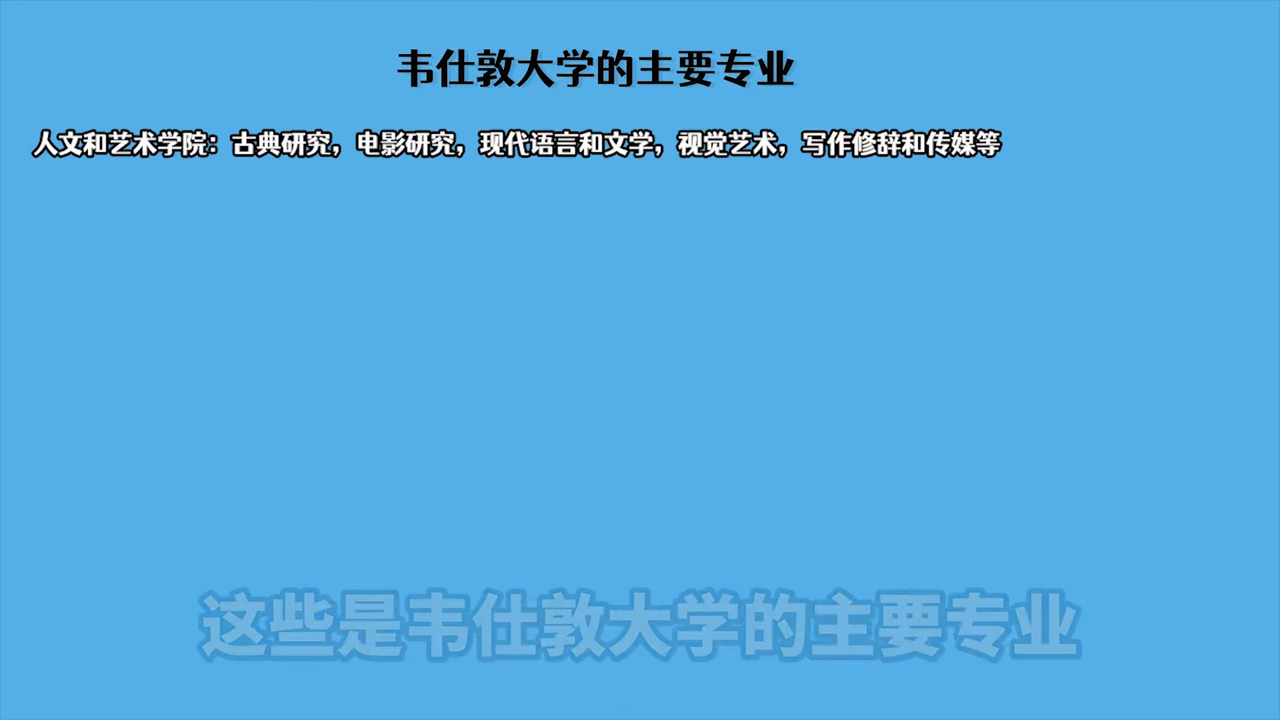 韦仕敦大学的主要专业
人文和艺术学院：古典研究，电影研究，现代语言和文学，视觉艺术，写作修辞和传媒等
这些是韦仕敦大学的主要专业